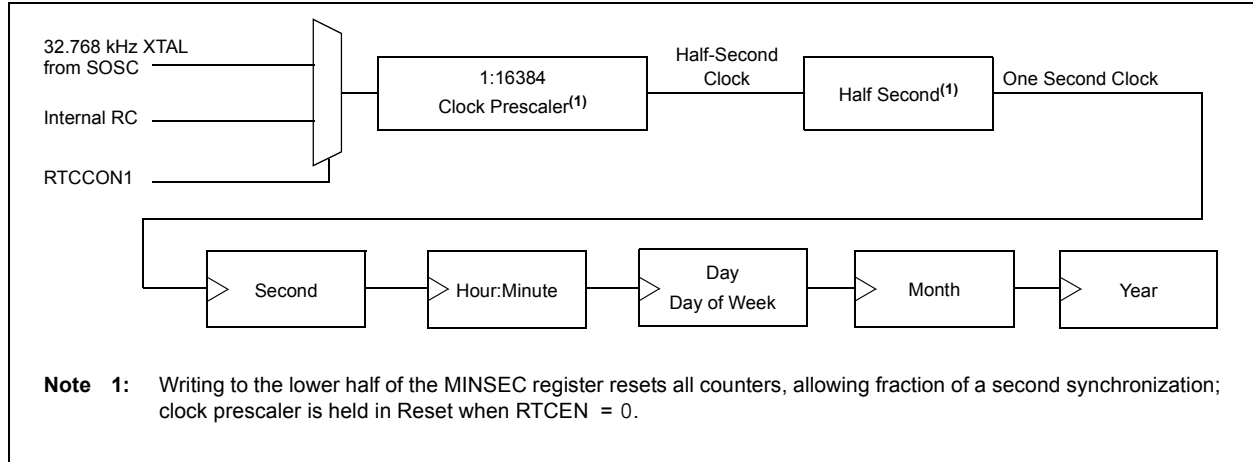 32.768 kHz XTAL
from SOSC
Internal RC
RTCCON1
1:16384
Clock Prescaler(1)
Half-Second
Clock
Half Second(1)
One Second Clock
Second
Hour:Minute
Day
Day of Week
Month
Year
Note 1: Writing to the lower half of the MINSEC register resets all counters, allowing fraction of a second synchronization;
clock prescaler is held in Reset when RTCEN = 0.